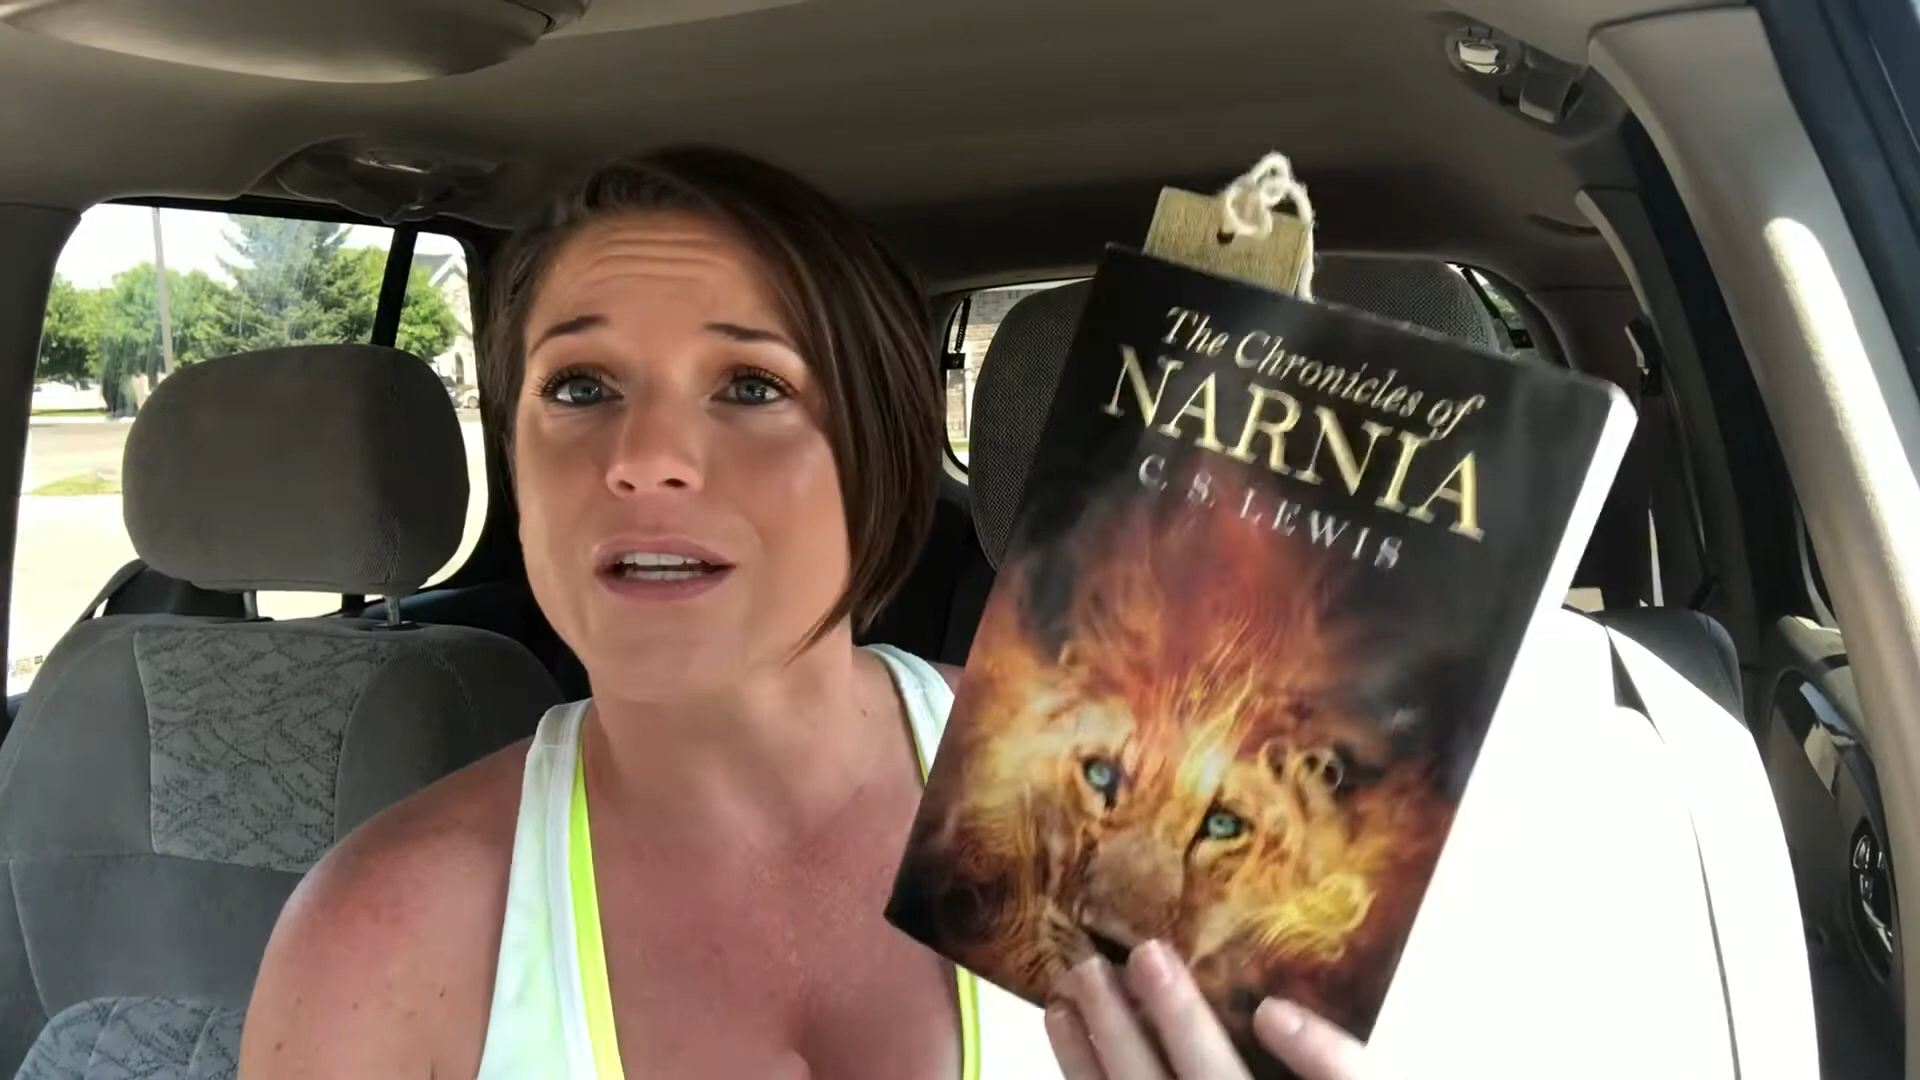 The Chronicles of
NARNIA
C. S. LEWIS